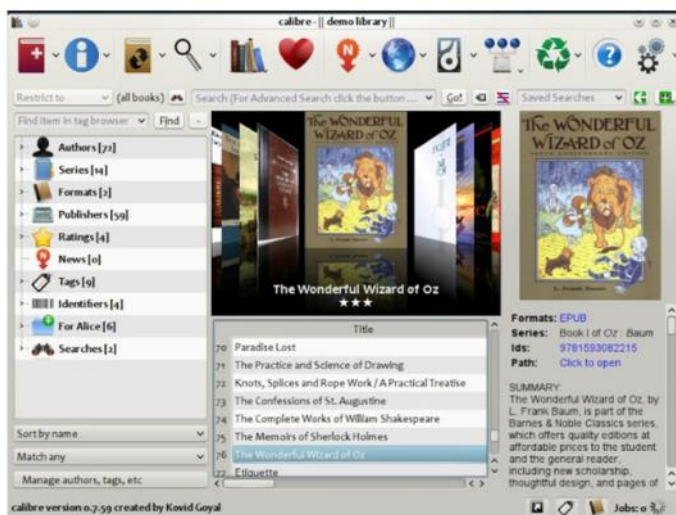 calibre - || demo library ||
N
Restrict to
(all books)
Search (For Advanced Search click the button ...
Go!
Saved Searches
Find item in tag browser
Find
-
Authors [72]
Series [14]
Formats [2]
Publishers [59]
Ratings [4]
News [0]
Tags [9]
Identifiers [4]
For Alice [6]
Searches [2]
Sort by name
Match any
Manage authors, tags, etc
The WONDERFUL
WIZARD OF OZ
The Wonderful Wizard of Oz
★★★
Title
70 Paradise Lost
71 The Practice and Science of Drawing
72 Knots, Splices and Rope Work / A Practical Treatise
73 The Confessions of St. Augustine
74 The Complete Works of William Shakespeare
75 The Memoirs of Sherlock Holmes
76 The Wonderful Wizard of Oz
77 Etiquette
The WONDERFUL
WIZARD OF OZ
Formats: EPUB
Series: Book I of Oz : Baum
Ids: 9781593082215
Path: Click to open
SUMMARY:
The Wonderful Wizard of Oz, by
L. Frank Baum, is part of the
Barnes & Noble Classics series,
which offers quality editions at
affordable prices to the student
and the general reader,
including new scholarship,
thoughtful design, and pages of
calibre version 0.7.59 created by Kovid Goyal
Jobs: 0